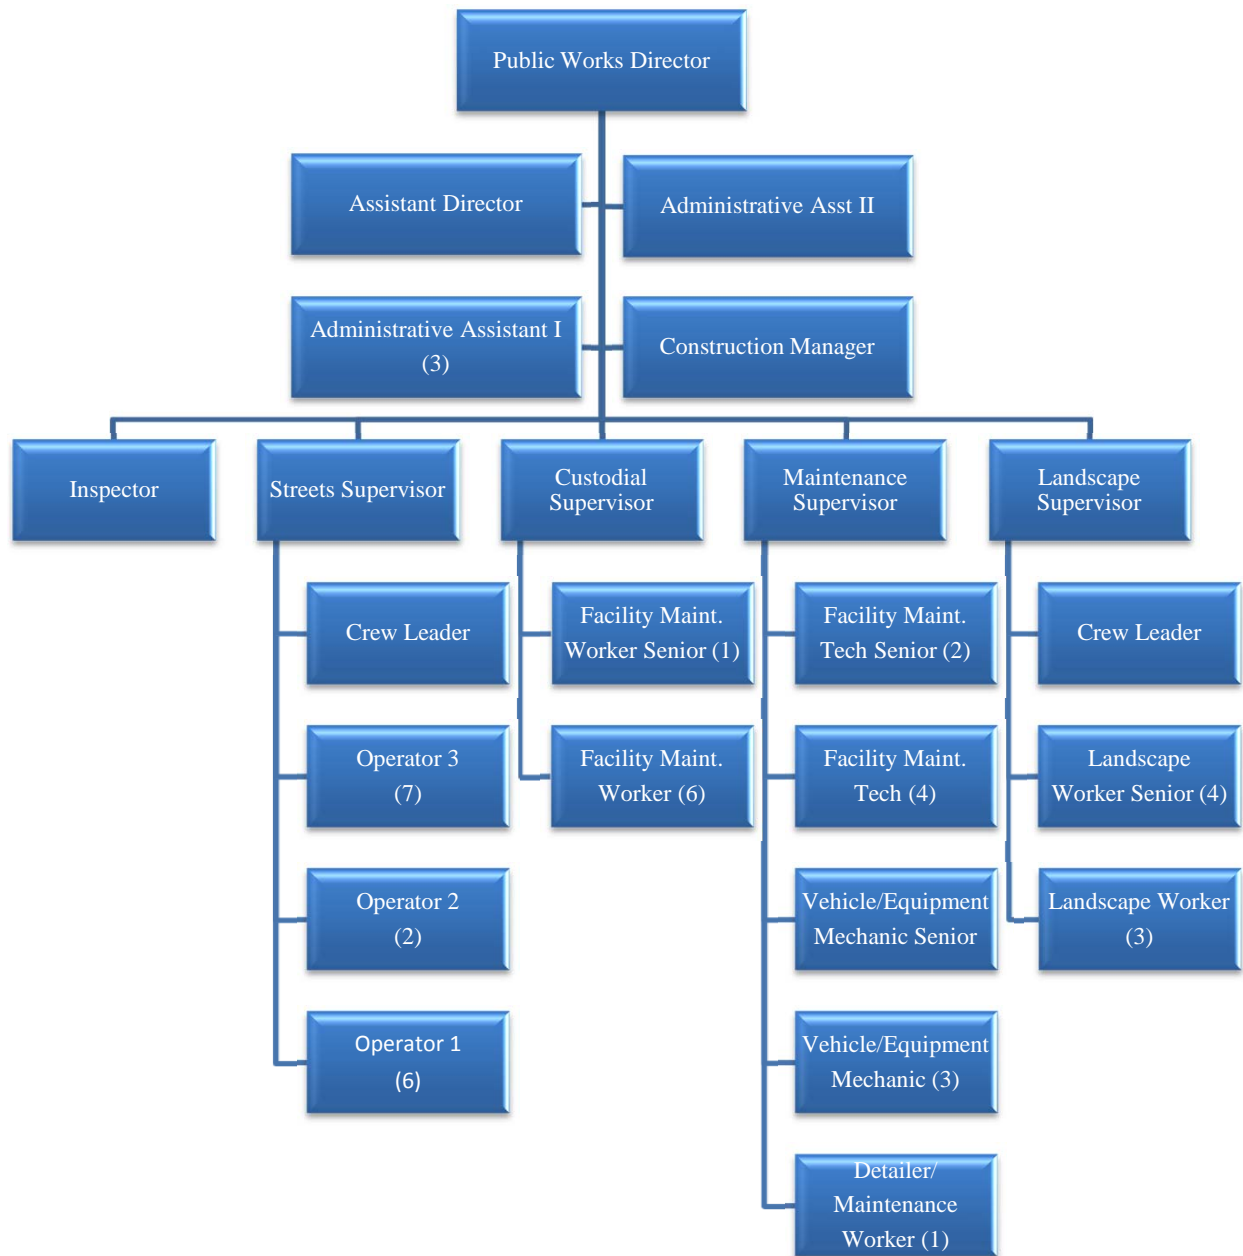 Public Works Director
Assistant Director
Administrative Asst II
Administrative Assistant I
(3)
Construction Manager
Inspector
Streets Supervisor
Custodial
Supervisor
Maintenance
Supervisor
Landscape
Supervisor
Crew Leader
Operator 3
(7)
Operator 2
(2)
Operator 1
(6)
Facility Maint.
Worker Senior (1)
Facility Maint.
Worker (6)
Facility Maint.
Tech Senior (2)
Facility Maint.
Tech (4)
Vehicle/Equipment
Mechanic Senior
Vehicle/Equipment
Mechanic (3)
Detailer/
Maintenance
Worker (1)
Crew Leader
Landscape
Worker Senior (4)
Landscape Worker
(3)